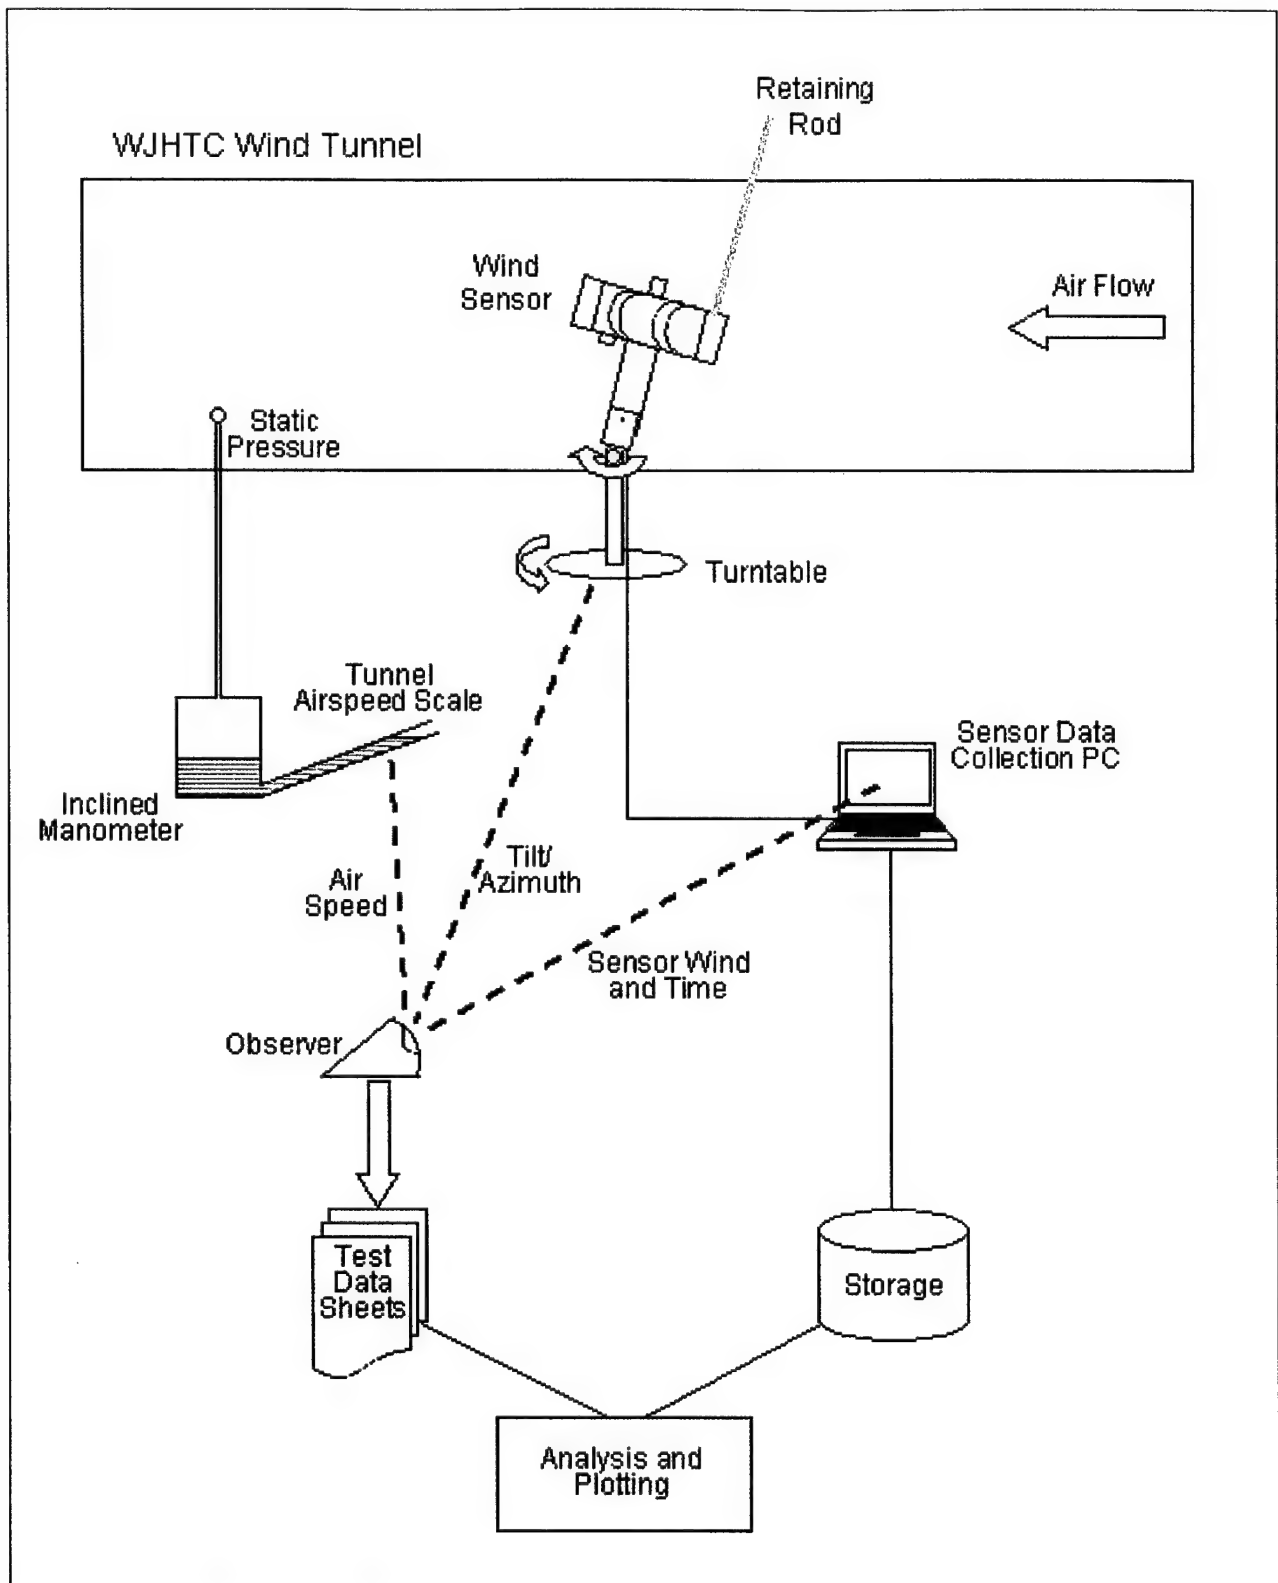 Retaining
Rod
WJHTC Wind Tunnel
Wind
Sensor
Air Flow
Static
Pressure
Turntable
Tunnel
Airspeed Scale
Sensor Data
Collection PC
Inclined
Manometer
Tilt/
Azimuth
Air
Speed
Sensor Wind
and Time
Observer
Test
Data
Sheets
Storage
Analysis and
Plotting